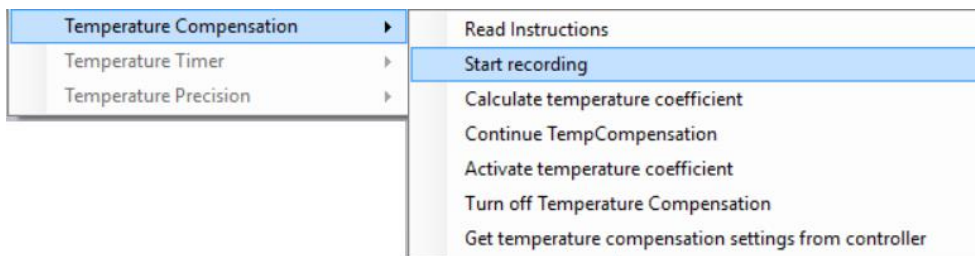 Temperature Compensation
Temperature Timer
Temperature Precision
Read Instructions
Start recording
Calculate temperature coefficient
Continue TempCompensation
Activate temperature coefficient
Turn off Temperature Compensation
Get temperature compensation settings from controller